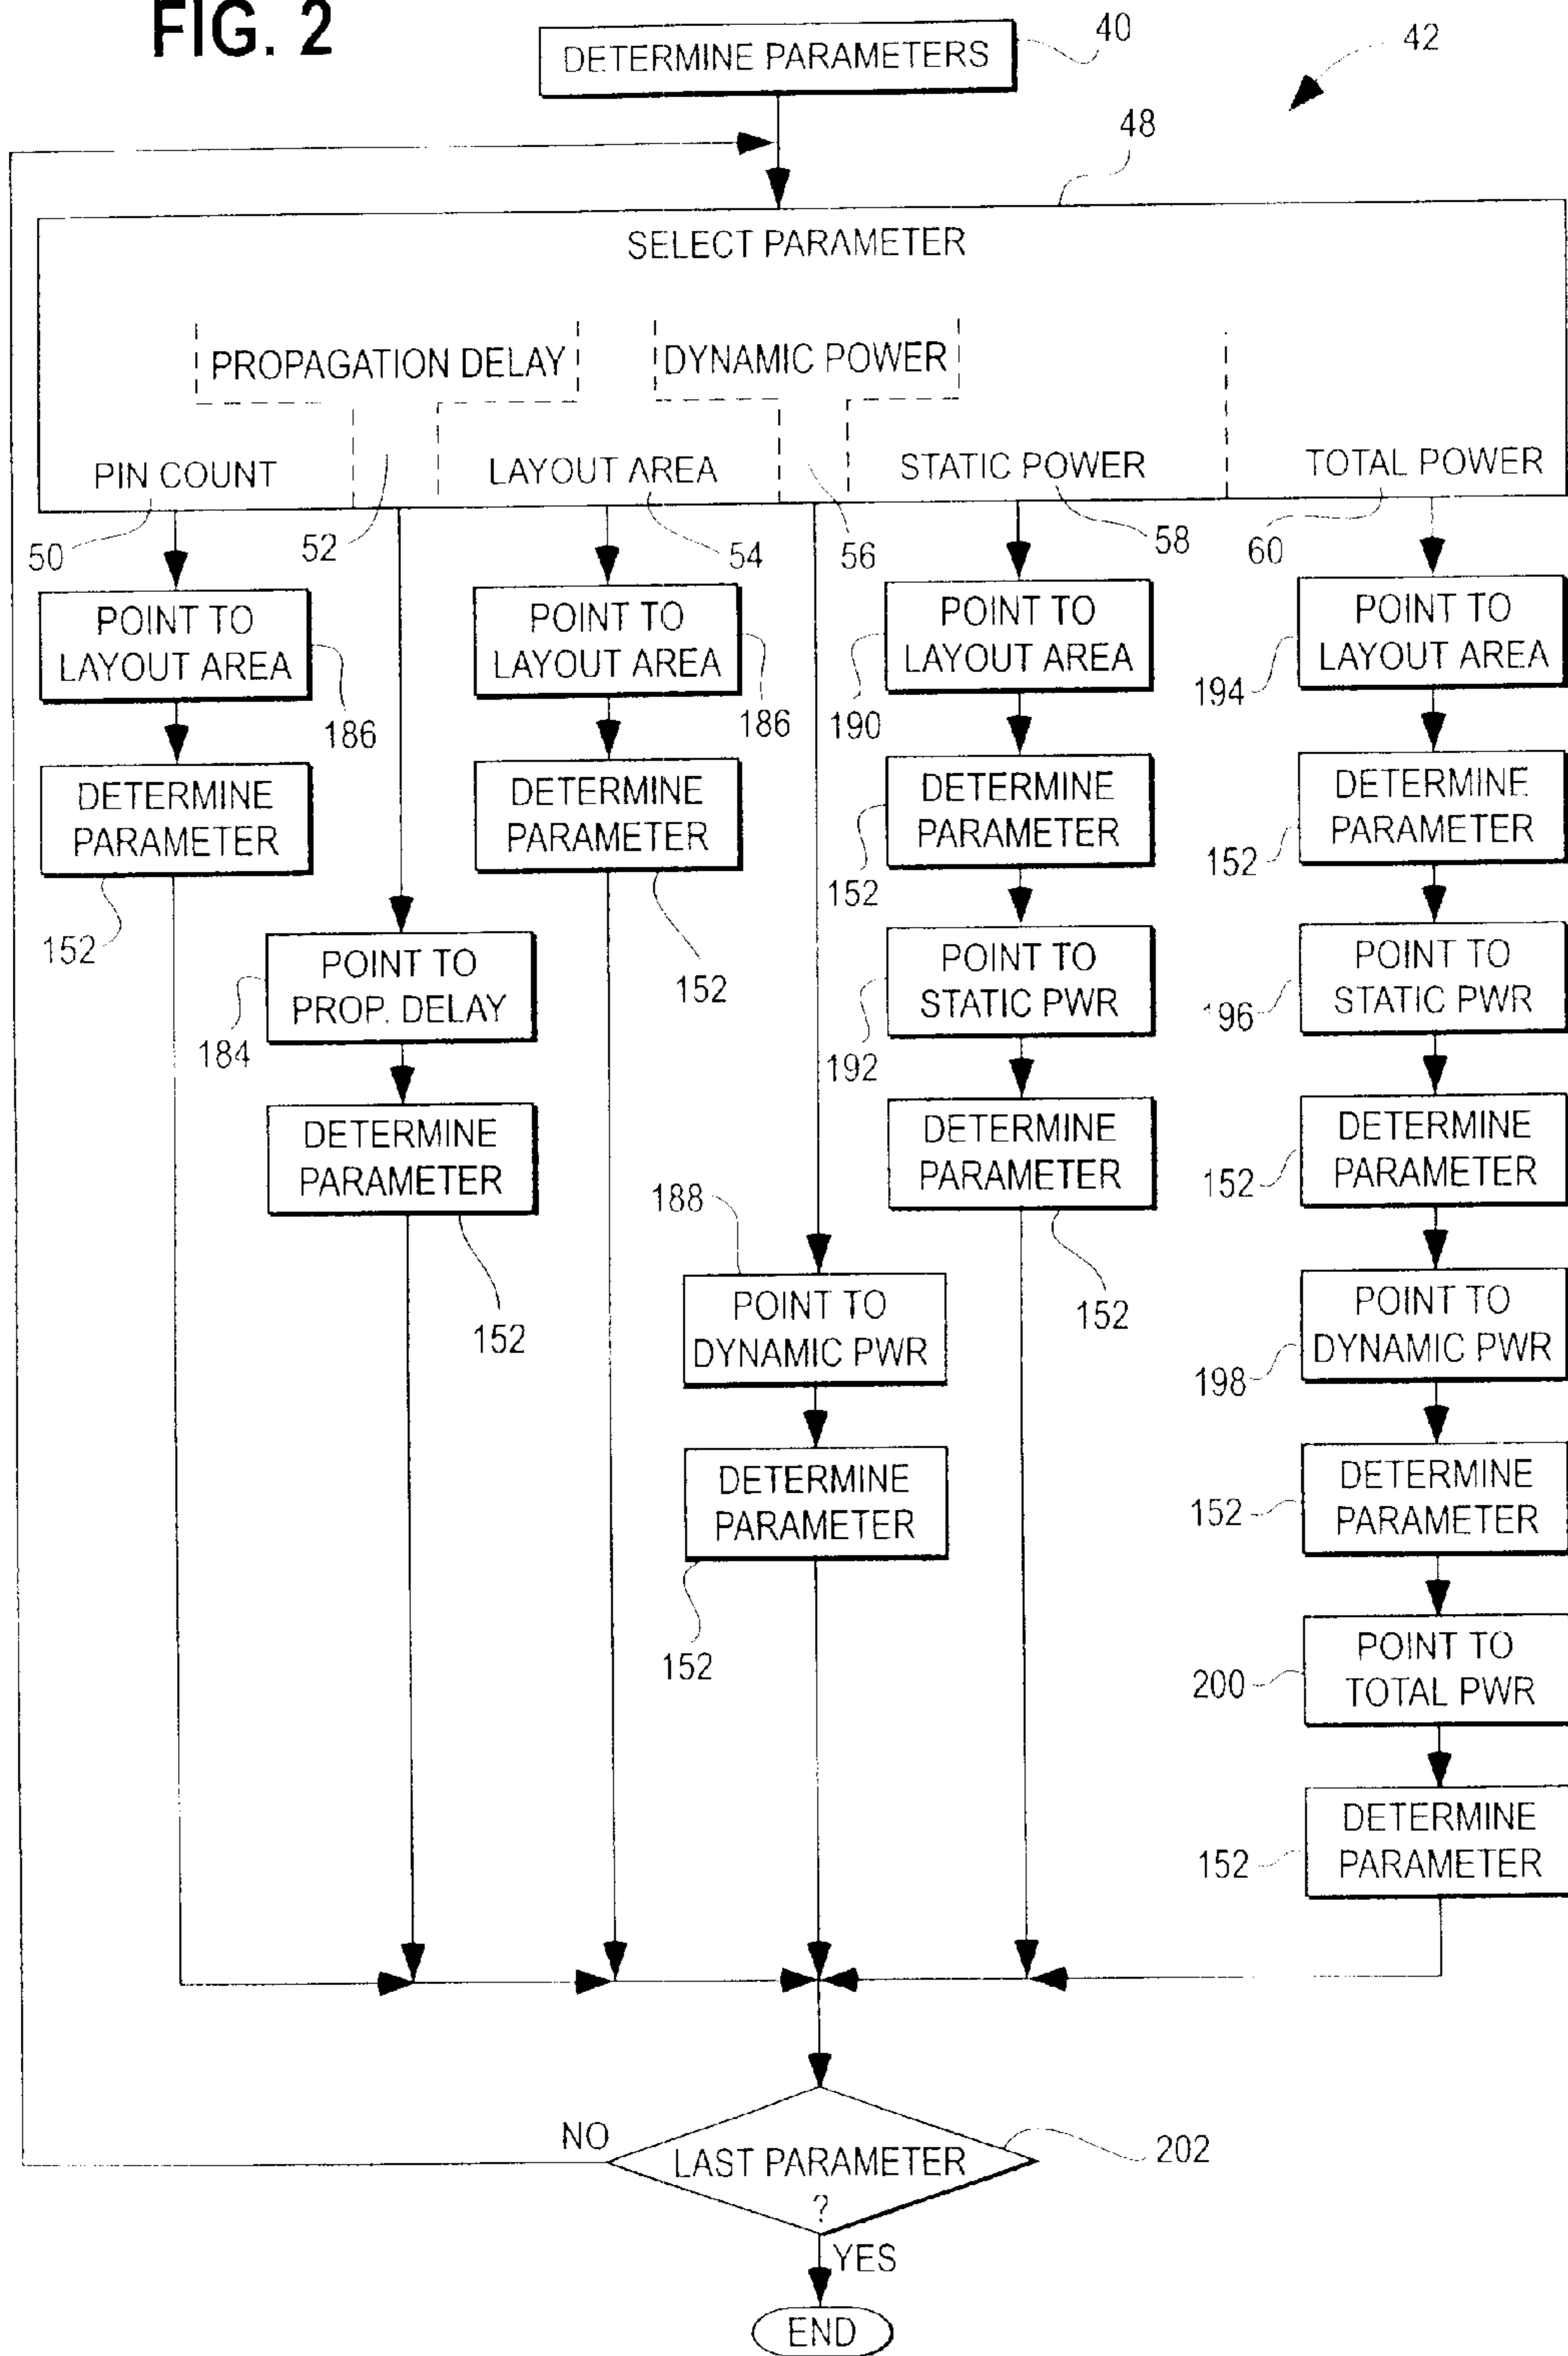 FIG. 2
DETERMINE PARAMETERS
40
42
48
SELECT PARAMETER
PROPAGATION DELAY
DYNAMIC POWER
PIN COUNT
LAYOUT AREA
STATIC POWER
TOTAL POWER
50
52
54
56
58
60
POINT TO
LAYOUT AREA
186
DETERMINE
PARAMETER
152
POINT TO
PROP. DELAY
184
DETERMINE
PARAMETER
152
POINT TO
LAYOUT AREA
186
DETERMINE
PARAMETER
152
188
POINT TO
DYNAMIC PWR
DETERMINE
PARAMETER
152
POINT TO
LAYOUT AREA
190
DETERMINE
PARAMETER
152
POINT TO
STATIC PWR
192
DETERMINE
PARAMETER
152
POINT TO
LAYOUT AREA
194
DETERMINE
PARAMETER
152
POINT TO
STATIC PWR
196
DETERMINE
PARAMETER
152
POINT TO
DYNAMIC PWR
198
DETERMINE
PARAMETER
152
POINT TO
TOTAL PWR
200
DETERMINE
PARAMETER
152
NO
LAST PARAMETER
?
202
YES
END